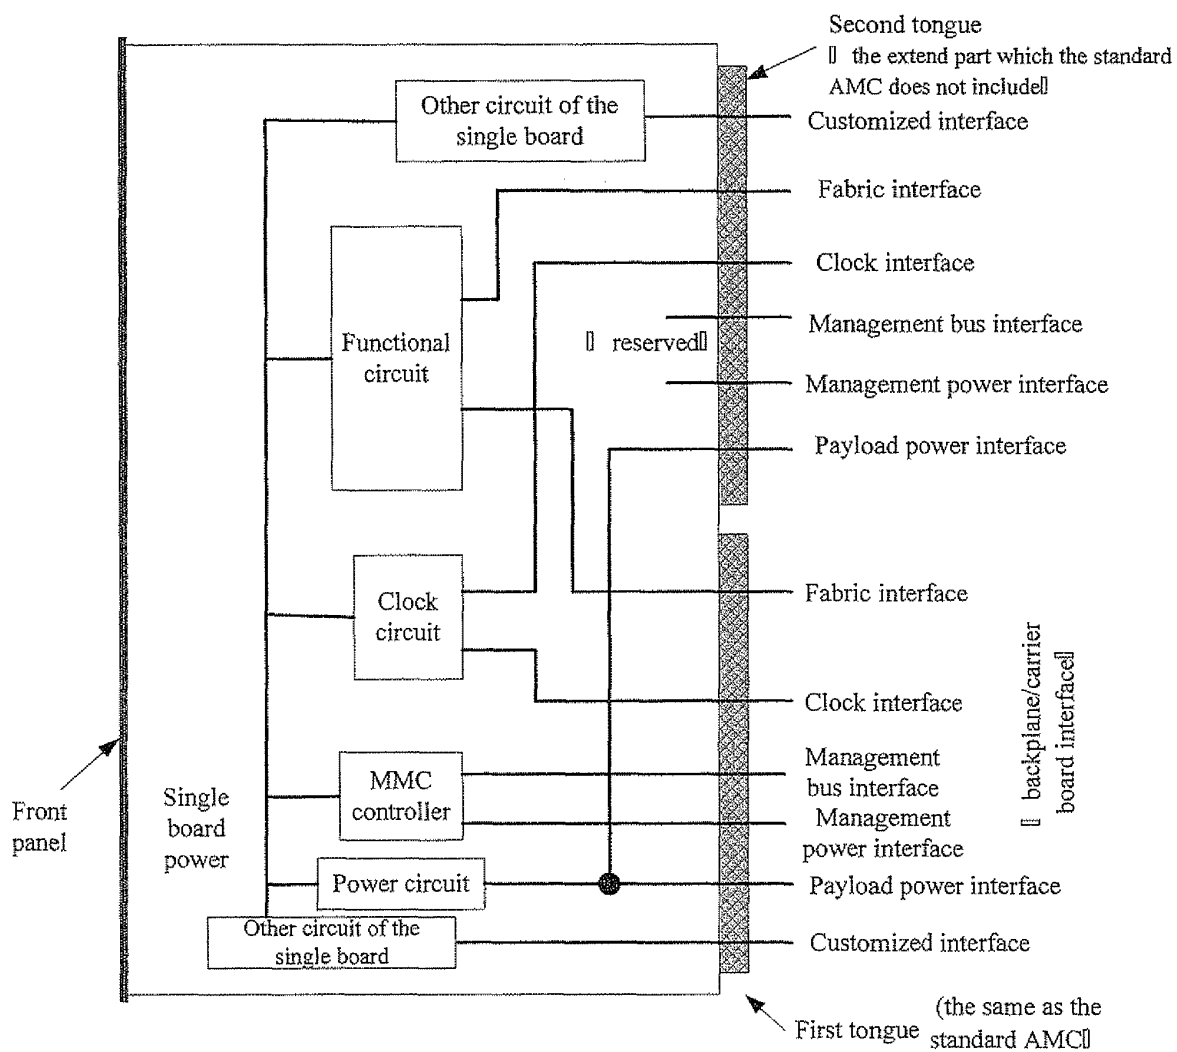 Second tongue
▯ the extend part which the standard
AMC does not include▯
Other circuit of the
single board
Customized interface
Fabric interface
Clock interface
Functional
circuit
▯ reserved▯
Management bus interface
Management power interface
Payload power interface
Clock
circuit
Fabric interface
▯ backplane/carrier
board interface▯
Clock interface
Front
panel
Single
board
power
MMC
controller
Management
bus interface
Management
power interface
Power circuit
Payload power interface
Other circuit of the
single board
Customized interface
First tongue
(the same as the
standard AMC▯